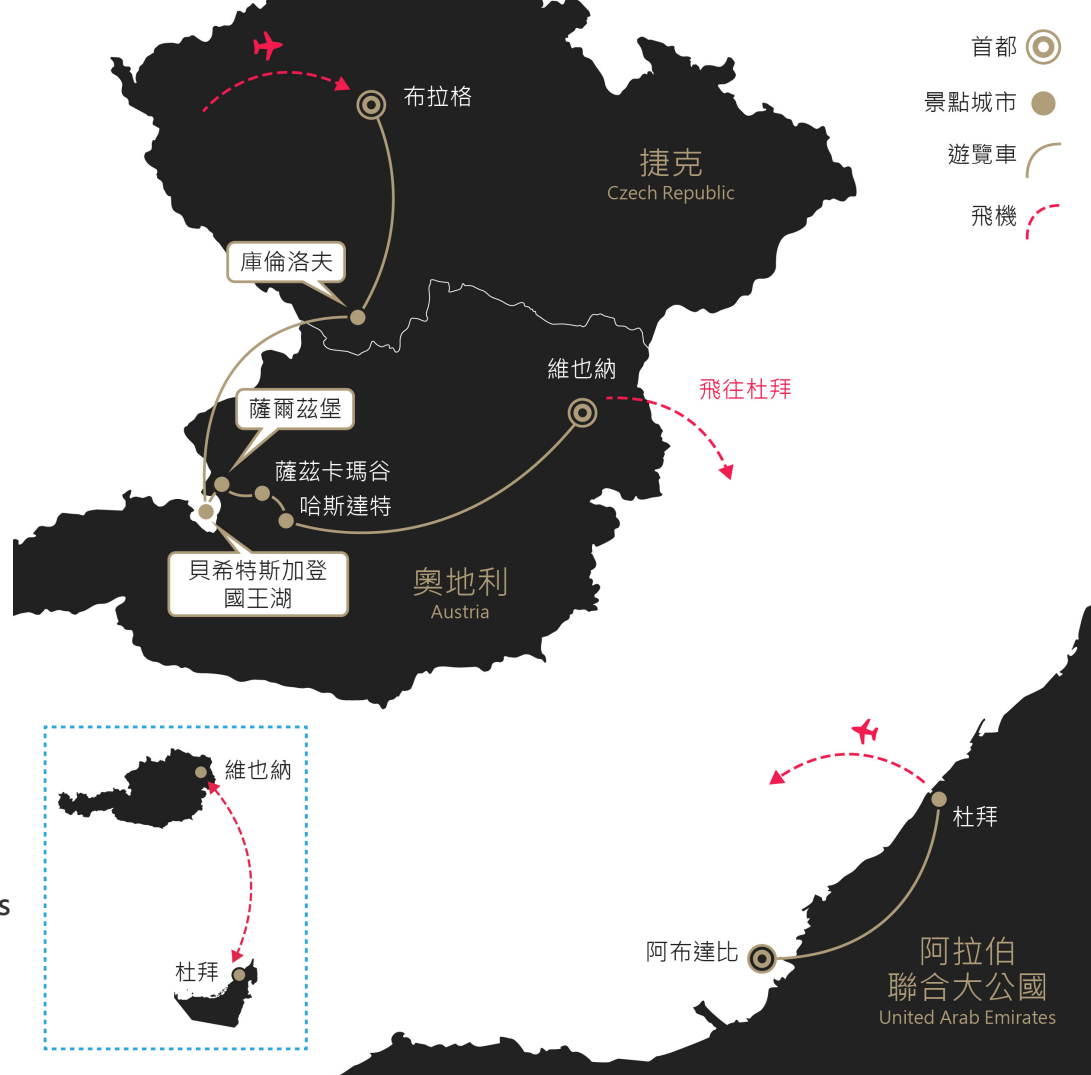 首都
景點城市
遊覽車
飛機
布拉格
捷克
Czech Republic
庫倫洛夫
維也納
飛往杜拜
薩爾茲堡
薩茲卡瑪谷
哈斯達特
貝希特斯加登
國王湖
奧地利
Austria
維也納
杜拜
s
杜拜
阿布達比
阿拉伯
聯合大公國
United Arab Emirates